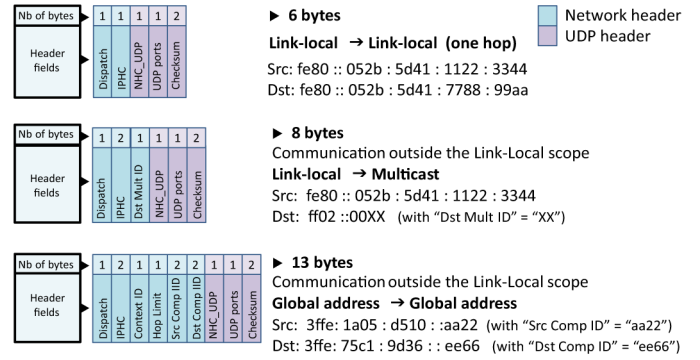 Nb of bytes 1 1 1 1 2
Header fields Dispatch IPHC NHC_UDP UDP ports Checksum
► 6 bytes
Link-local → Link-local (one hop)
Src: fe80 :: 052b : 5d41 : 1122 : 3344
Dst: fe80 :: 052b : 5d41 : 7788 : 99aa
Network header
UDP header
Nb of bytes 1 2 1 1 1 2
Header fields Dispatch IPHC Dst Mult ID NHC_UDP UDP ports Checksum
► 8 bytes
Communication outside the Link-Local scope
Link-local → Multicast
Src: fe80 :: 052b : 5d41 : 1122 : 3344
Dst: ff02 ::00XX (with “Dst Mult ID” = “XX”)
Nb of bytes 1 2 1 1 2 2 1 1 2
Header fields Dispatch IPHC Context ID Hop Limit Src Comp IID Dst Comp IID NHC_UDP UDP ports Checksum
► 13 bytes
Communication outside the Link-Local scope
Global address → Global address
Src: 3ffe: 1a05 : d510 : :aa22 (with “Src Comp ID” = “aa22”)
Dst: 3ffe: 75c1 : 9d36 : : ee66 (with “Dst Comp ID” = “ee66”)